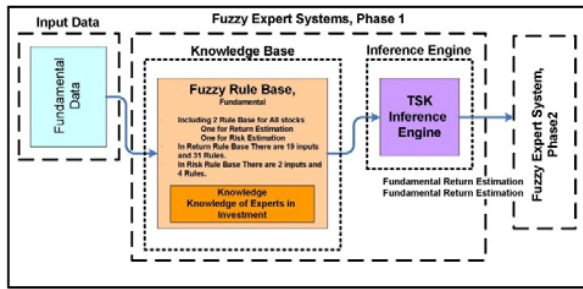 Input Data
Fundamental
Data
Fuzzy Expert Systems, Phase 1
Knowledge Base
Fuzzy Rule Base,
Fundamental
Including 2 Rule Base for All stocks
One for Return Estimation
One for Risk Estimation
In Return Rule Base There are 19 inputs
and 31 Rules.
In Risk Rule Base There are 2 inputs and
4 Rules.
Knowledge
Knowledge of Experts in
Investment
Inference Engine
TSK
Inference
Engine
Fundamental Return Estimation
Fundamental Return Estimation
Fuzzy Expert System,
Phase2